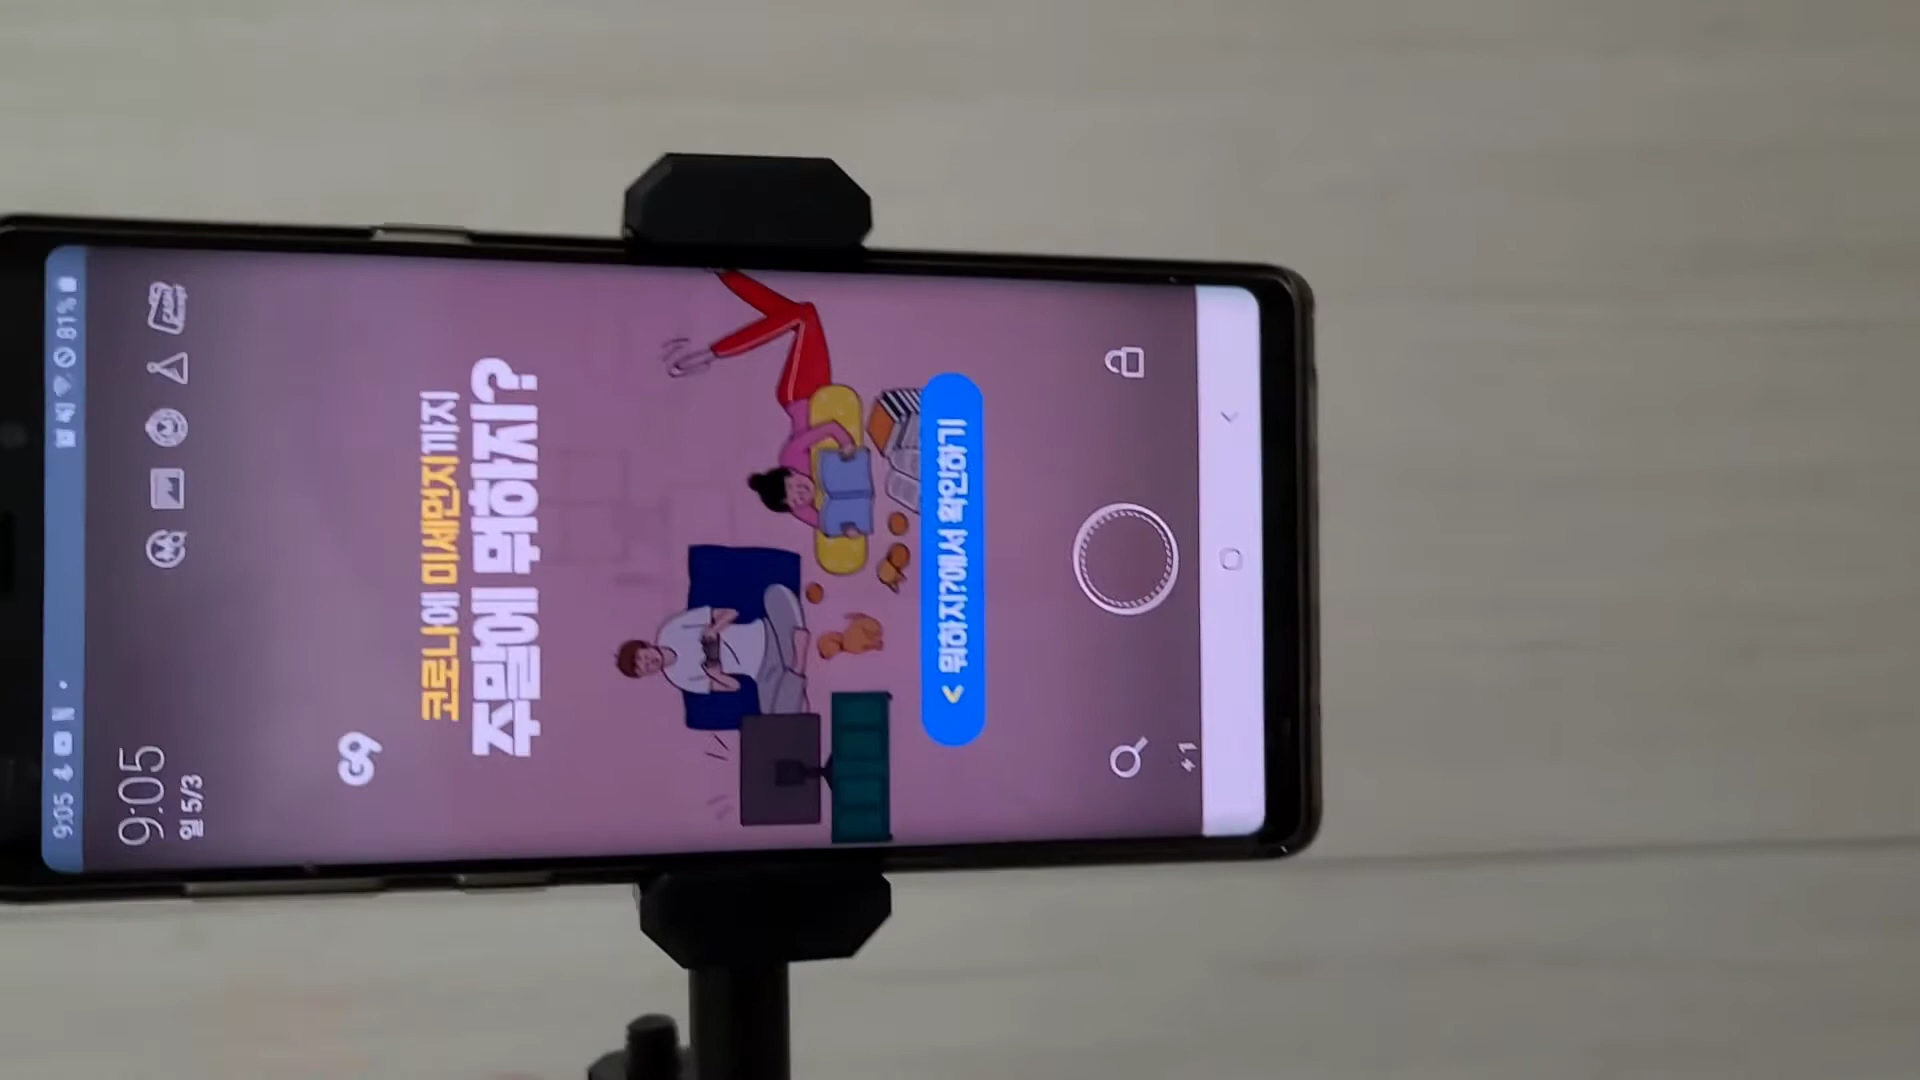 9:05
81%
9:05
일 5/3
G9
코로나에 미세먼지까지
주말에 뭐하지?
< 뭐하지?에서 확인하기